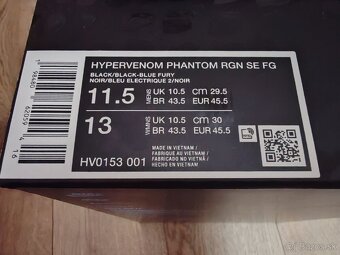 HYPERVENOM PHANTOM RGN SE FG
BLACK/BLACK-BLUE FURY
NOIR/BLEU ELECTRIQUE 2/NOIR
11.5 MENS UK 10.5 CM 29.5
BR 43.5 EUR 45.5
13 WMNS UK 10.5 CM 30
BR 43.5 EUR 45.5
HV0153 001
MADE IN VIETNAM
FABRIQUE AU VIETNAM
FABRICADO NO VIETNÃ
HECHO EN VIETNAM